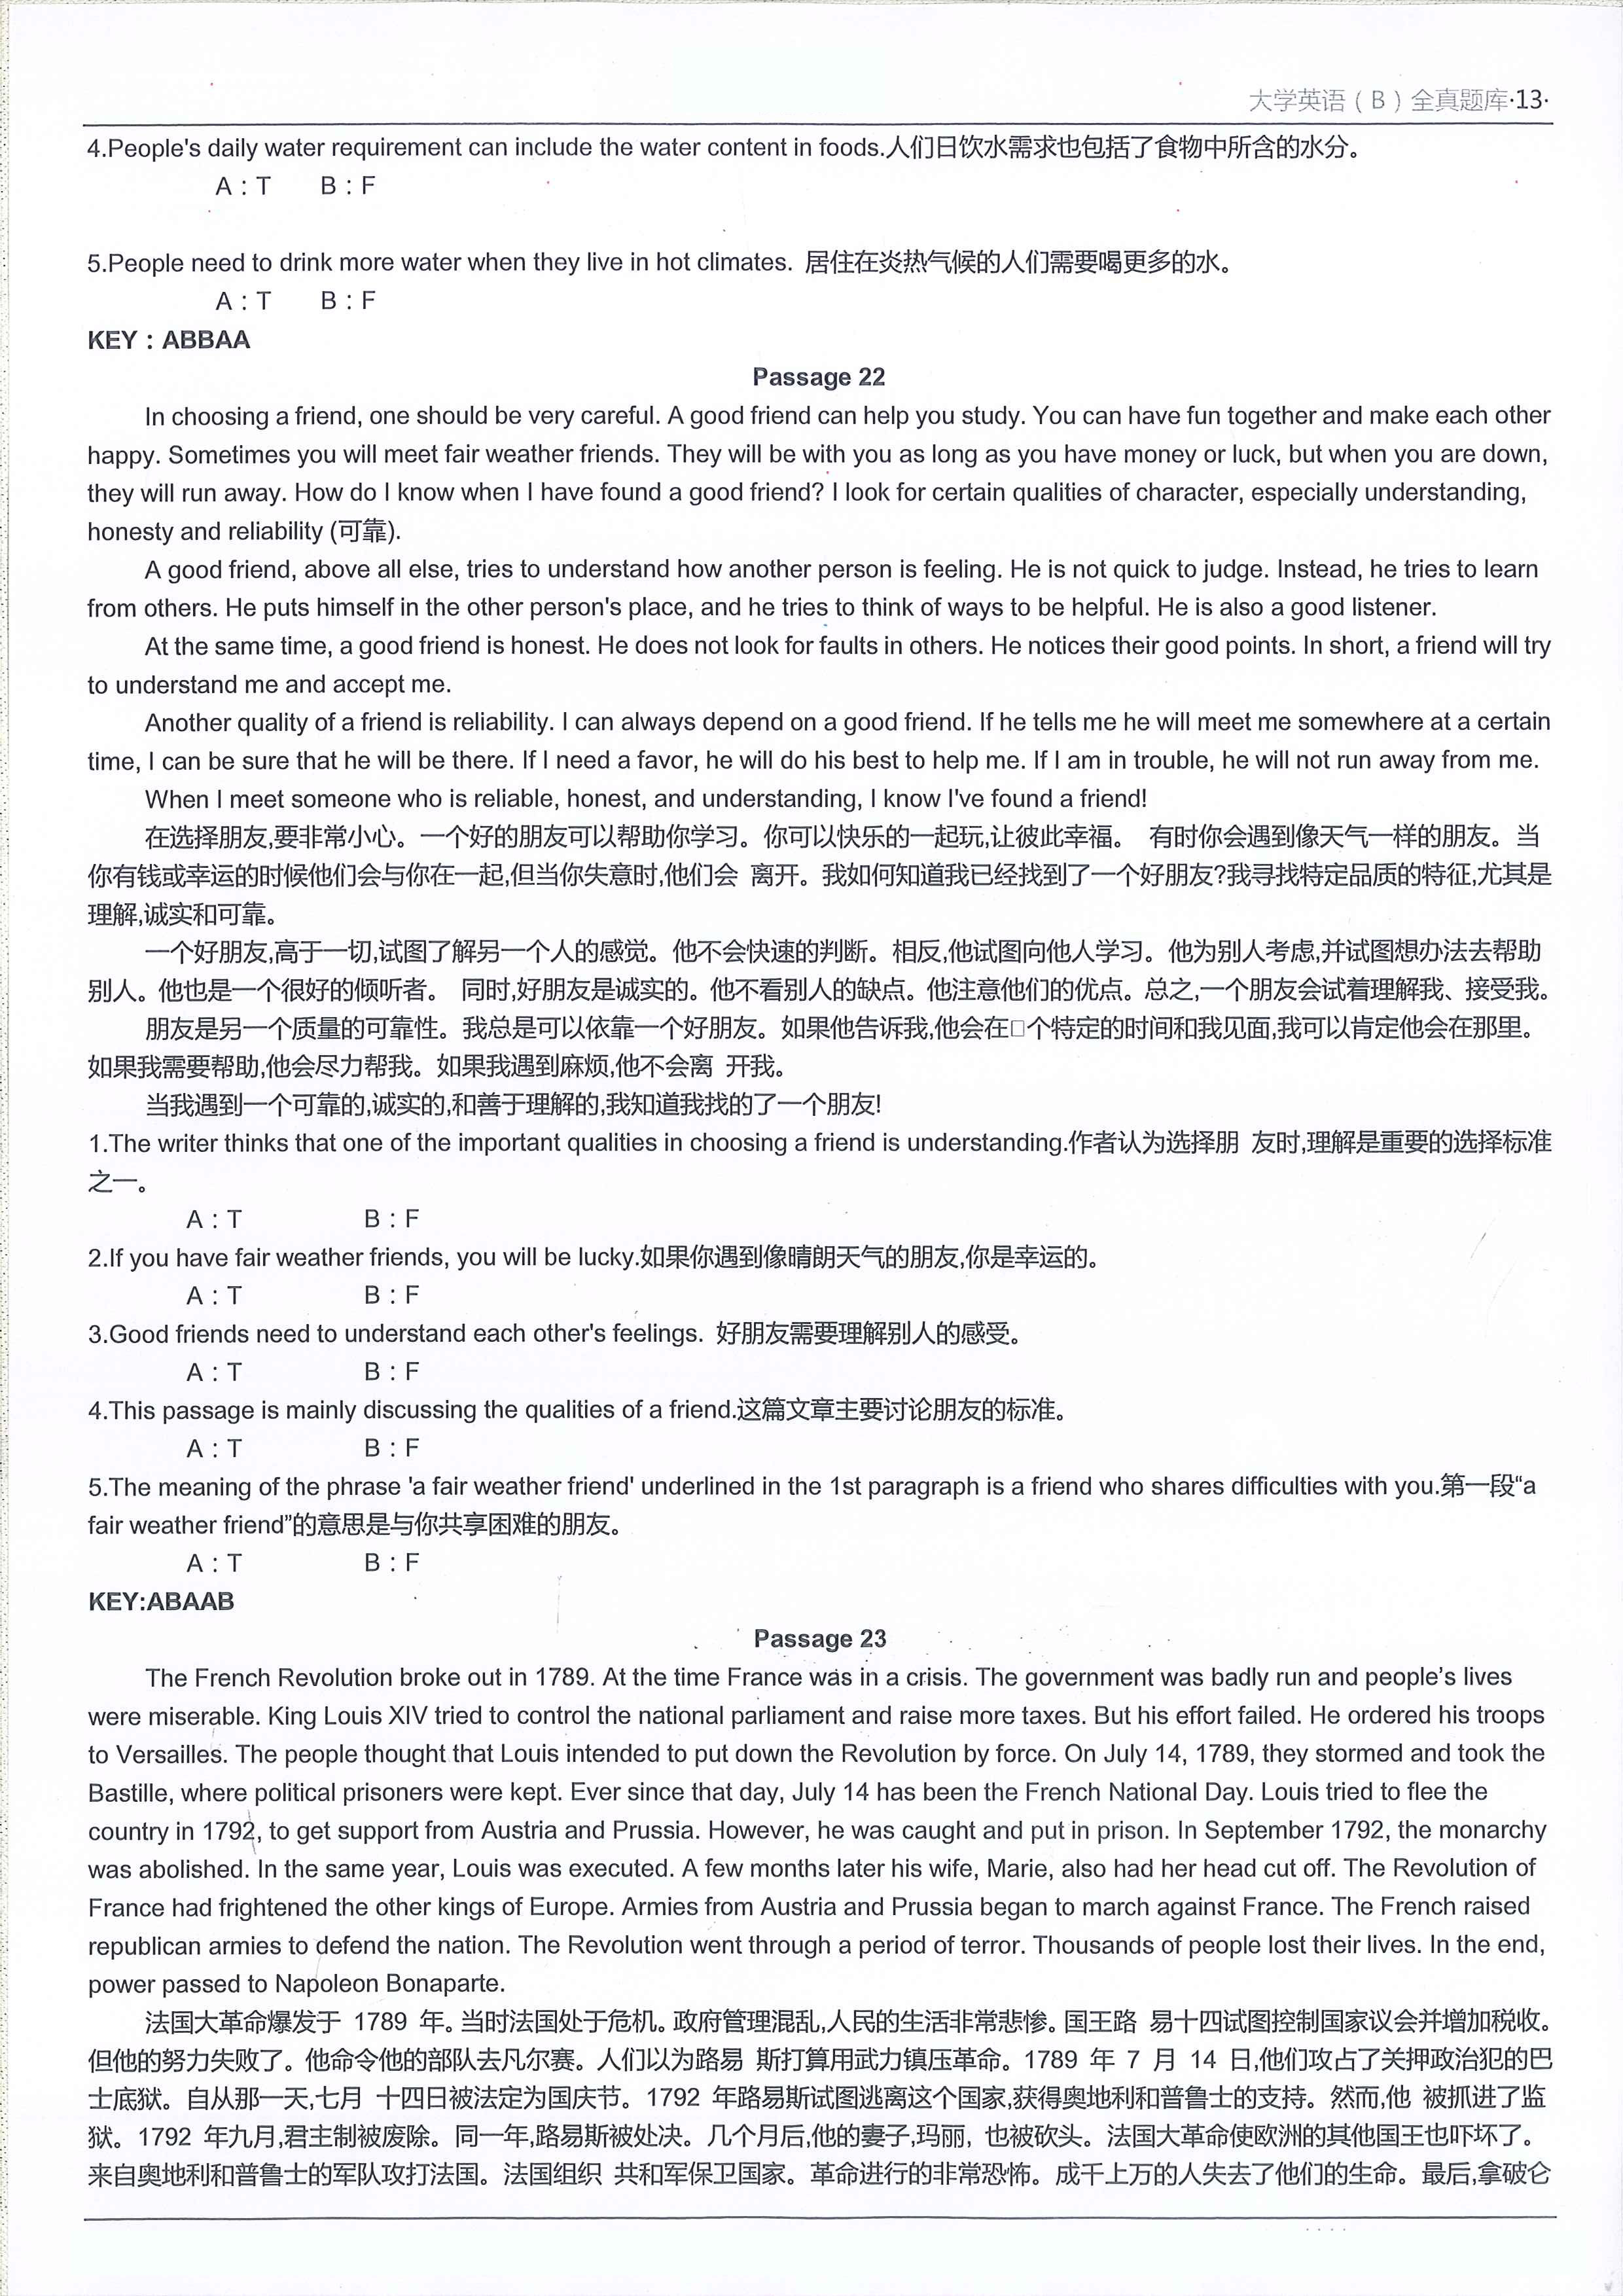 大学英语（B）全真题库·13·
4.People's daily water requirement can include the water content in foods.人们日饮水需求也包括了食物中所含的水分。
A：T B：F
5.People need to drink more water when they live in hot climates. 居住在炎热气候的人们需要喝更多的水。
A：T B：F
KEY：ABBAA
Passage 22
In choosing a friend, one should be very careful. A good friend can help you study. You can have fun together and make each other
happy. Sometimes you will meet fair weather friends. They will be with you as long as you have money or luck, but when you are down,
they will run away. How do I know when I have found a good friend? I look for certain qualities of character, especially understanding,
honesty and reliability (可靠).
A good friend, above all else, tries to understand how another person is feeling. He is not quick to judge. Instead, he tries to learn
from others. He puts himself in the other person's place, and he tries to think of ways to be helpful. He is also a good listener.
At the same time, a good friend is honest. He does not look for faults in others. He notices their good points. In short, a friend will try
to understand me and accept me.
Another quality of a friend is reliability. I can always depend on a good friend. If he tells me he will meet me somewhere at a certain
time, I can be sure that he will be there. If I need a favor, he will do his best to help me. If I am in trouble, he will not run away from me.
When I meet someone who is reliable, honest, and understanding, I know I've found a friend!
在选择朋友,要非常小心。一个好的朋友可以帮助你学习。你可以快乐的一起玩,让彼此幸福。 有时你会遇到像天气一样的朋友。当
你有钱或幸运的时候他们会与你在一起,但当你失意时,他们会 离开。我如何知道我已经找到了一个好朋友?我寻找特定品质的特征,尤其是
理解,诚实和可靠。
一个好朋友,高于一切,试图了解另一个人的感觉。他不会快速的判断。相反,他试图向他人学习。他为别人考虑,并试图想办法去帮助
别人。他也是一个很好的倾听者。 同时,好朋友是诚实的。他不看别人的缺点。他注意他们的优点。总之,一个朋友会试着理解我、接受我。
朋友是另一个质量的可靠性。我总是可以依靠一个好朋友。如果他告诉我,他会在□个特定的时间和我见面,我可以肯定他会在那里。
如果我需要帮助,他会尽力帮我。如果我遇到麻烦,他不会离 开我。
当我遇到一个可靠的,诚实的,和善于理解的,我知道我找的了一个朋友!
1.The writer thinks that one of the important qualities in choosing a friend is understanding.作者认为选择朋 友时,理解是重要的选择标准
之一。
A：T B：F
2.If you have fair weather friends, you will be lucky.如果你遇到像晴朗天气的朋友,你是幸运的。
A：T B：F
3.Good friends need to understand each other's feelings. 好朋友需要理解别人的感受。
A：T B：F
4.This passage is mainly discussing the qualities of a friend.这篇文章主要讨论朋友的标准。
A：T B：F
5.The meaning of the phrase 'a fair weather friend' underlined in the 1st paragraph is a friend who shares difficulties with you.第一段“a
fair weather friend”的意思是与你共享困难的朋友。
A：T B：F
KEY:ABAAB
Passage 23
The French Revolution broke out in 1789. At the time France was in a crisis. The government was badly run and people’s lives
were miserable. King Louis XIV tried to control the national parliament and raise more taxes. But his effort failed. He ordered his troops
to Versailles. The people thought that Louis intended to put down the Revolution by force. On July 14, 1789, they stormed and took the
Bastille, where political prisoners were kept. Ever since that day, July 14 has been the French National Day. Louis tried to flee the
country in 1792, to get support from Austria and Prussia. However, he was caught and put in prison. In September 1792, the monarchy
was abolished. In the same year, Louis was executed. A few months later his wife, Marie, also had her head cut off. The Revolution of
France had frightened the other kings of Europe. Armies from Austria and Prussia began to march against France. The French raised
republican armies to defend the nation. The Revolution went through a period of terror. Thousands of people lost their lives. In the end,
power passed to Napoleon Bonaparte.
法国大革命爆发于 1789 年。当时法国处于危机。政府管理混乱,人民的生活非常悲惨。国王路 易十四试图控制国家议会并增加税收。
但他的努力失败了。他命令他的部队去凡尔赛。人们以为路易 斯打算用武力镇压革命。1789 年 7 月 14 日,他们攻占了关押政治犯的巴
士底狱。自从那一天,七月 十四日被法定为国庆节。1792 年路易斯试图逃离这个国家,获得奥地利和普鲁士的支持。然而,他 被抓进了监
狱。1792 年九月,君主制被废除。同一年,路易斯被处决。几个月后,他的妻子,玛丽, 也被砍头。法国大革命使欧洲的其他国王也吓坏了。
来自奥地利和普鲁士的军队攻打法国。法国组织 共和军保卫国家。革命进行的非常恐怖。成千上万的人失去了他们的生命。最后,拿破仑